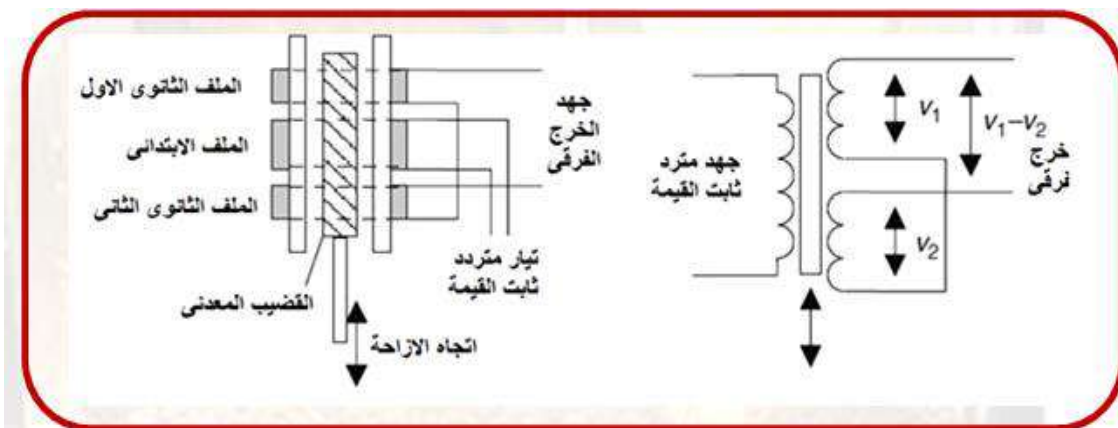 الملف الثانوى الاول
الملف الابتدائى
الملف الثانوى الثانى
القضيب المعدنى
اتجاه الازاحة
جهد
الخرج
الفرقى
تيار متردد
ثابت القيمة
جهد مترد
ثابت القيمة
v1
v1–v2
خرج
فرقى
v2